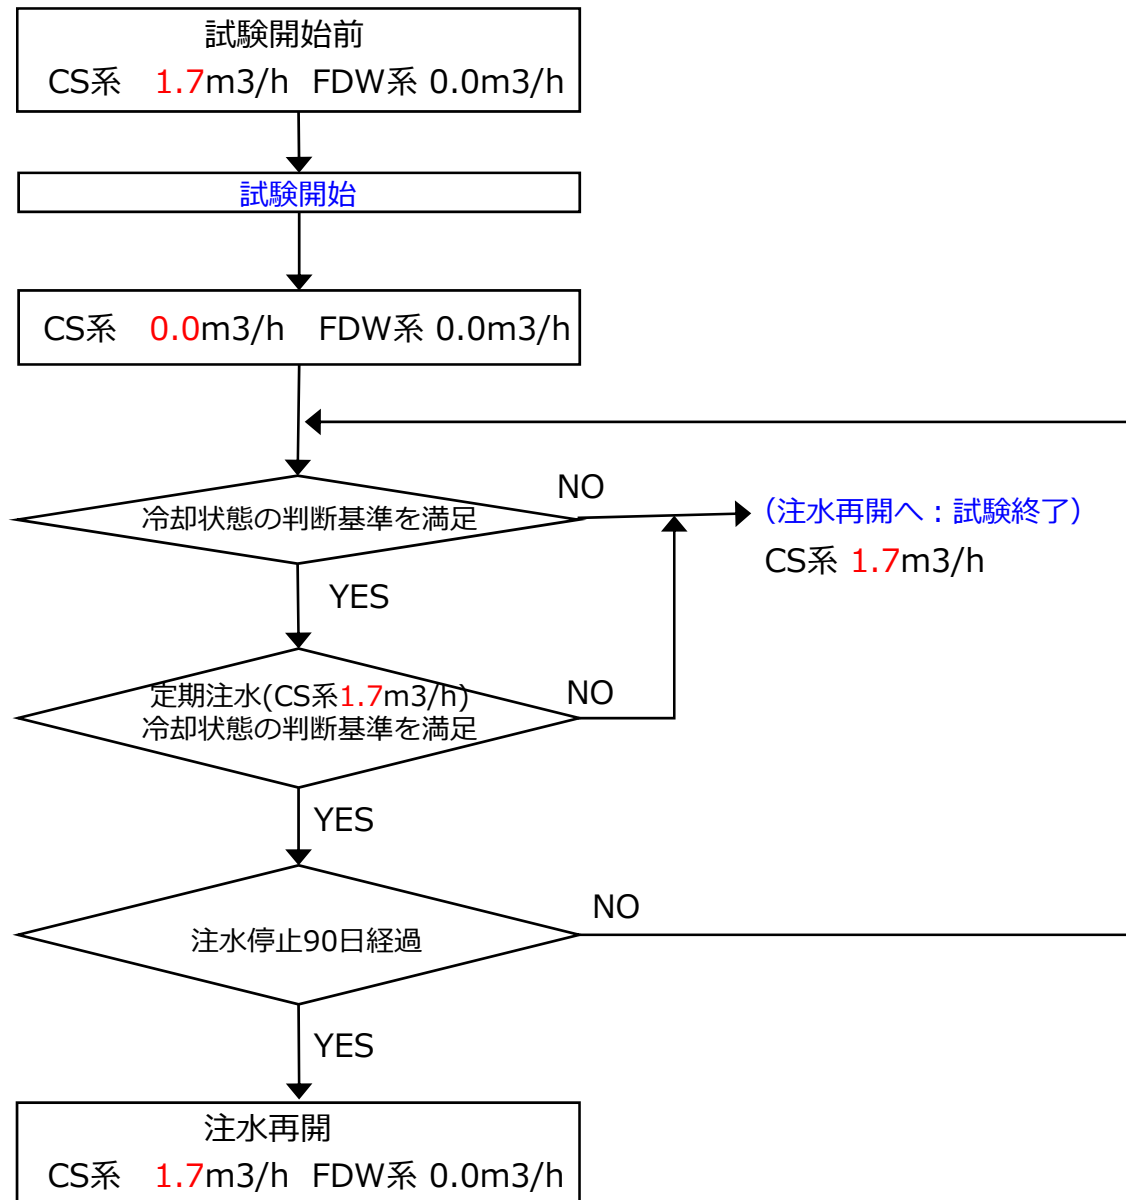 試験開始前
CS系 1.7m3/h FDW系 0.0m3/h
試験開始
CS系 0.0m3/h FDW系 0.0m3/h
NO
冷却状態の判断基準を満足
(注水再開へ：試験終了)
CS系 1.7m3/h
YES
定期注水(CS系1.7m3/h)
冷却状態の判断基準を満足
NO
YES
注水停止90日経過
NO
YES
注水再開
CS系 1.7m3/h FDW系 0.0m3/h